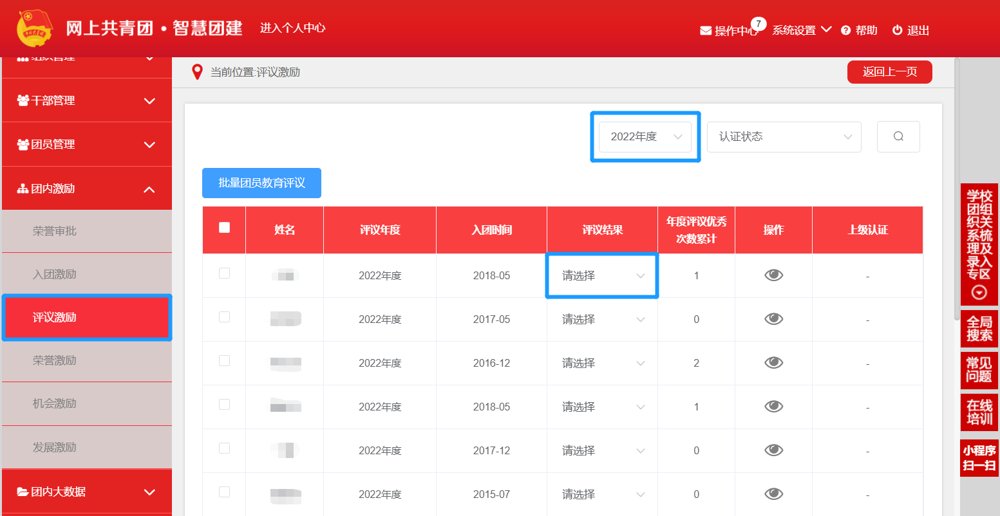 网上共青团·智慧团建
进入个人中心
操作中心
7
系统设置
帮助
退出
组织管理
干部管理
团员管理
团内激励
荣誉审批
入团激励
评议激励
荣誉激励
机会激励
发展激励
团内大数据
当前位置:评议激励
返回上一页
2022年度
认证状态
批量团员教育评议
姓名 评议年度 入团时间 评议结果 年度评议优秀次数累计 操作 上级认证
2022年度 2018-05 请选择 1 -
2022年度 2017-05 请选择 0 -
2022年度 2016-12 请选择 2 -
2022年度 2018-05 请选择 1 -
2022年度 2017-12 请选择 0 -
2022年度 2015-07 请选择 0 -
学校
团组
织关
系梳
理及
录入
专区
全局
搜索
常见
问题
在线
培训
小程序
扫一扫